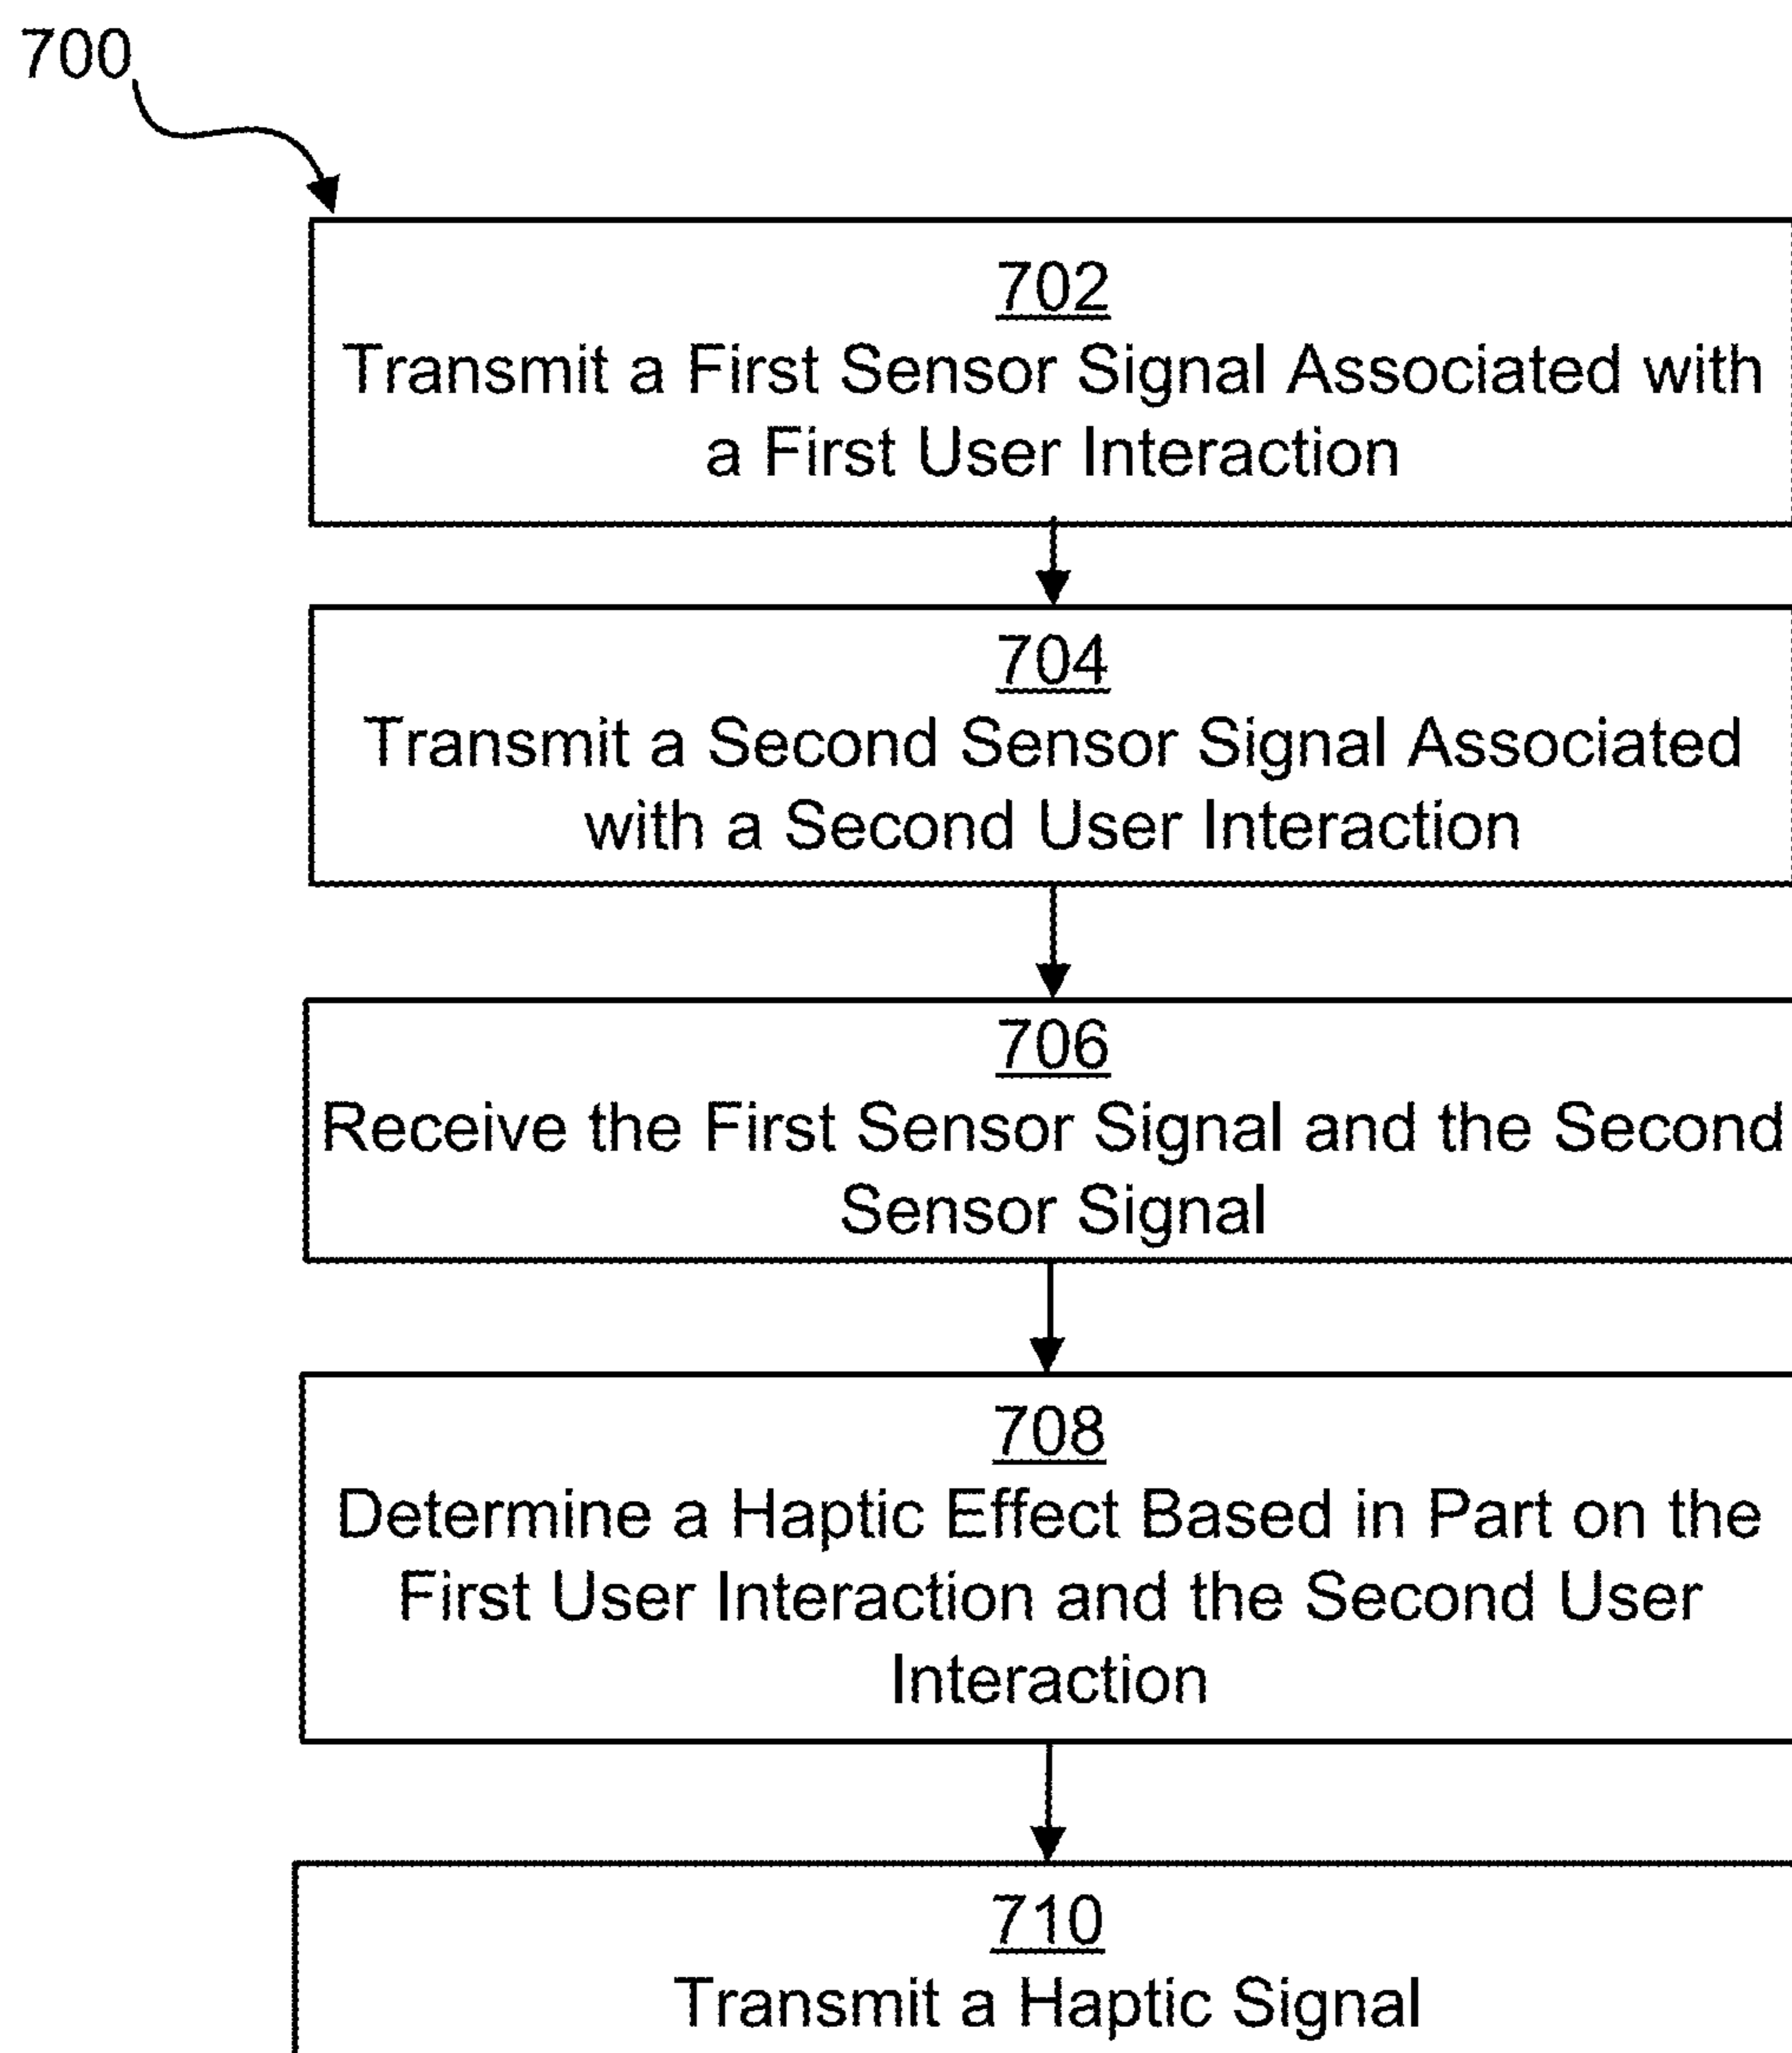 700
702
Transmit a First Sensor Signal Associated with
a First User Interaction
704
Transmit a Second Sensor Signal Associated
with a Second User Interaction
706
Receive the First Sensor Signal and the Second
Sensor Signal
708
Determine a Haptic Effect Based in Part on the
First User Interaction and the Second User
Interaction
710
Transmit a Haptic Signal